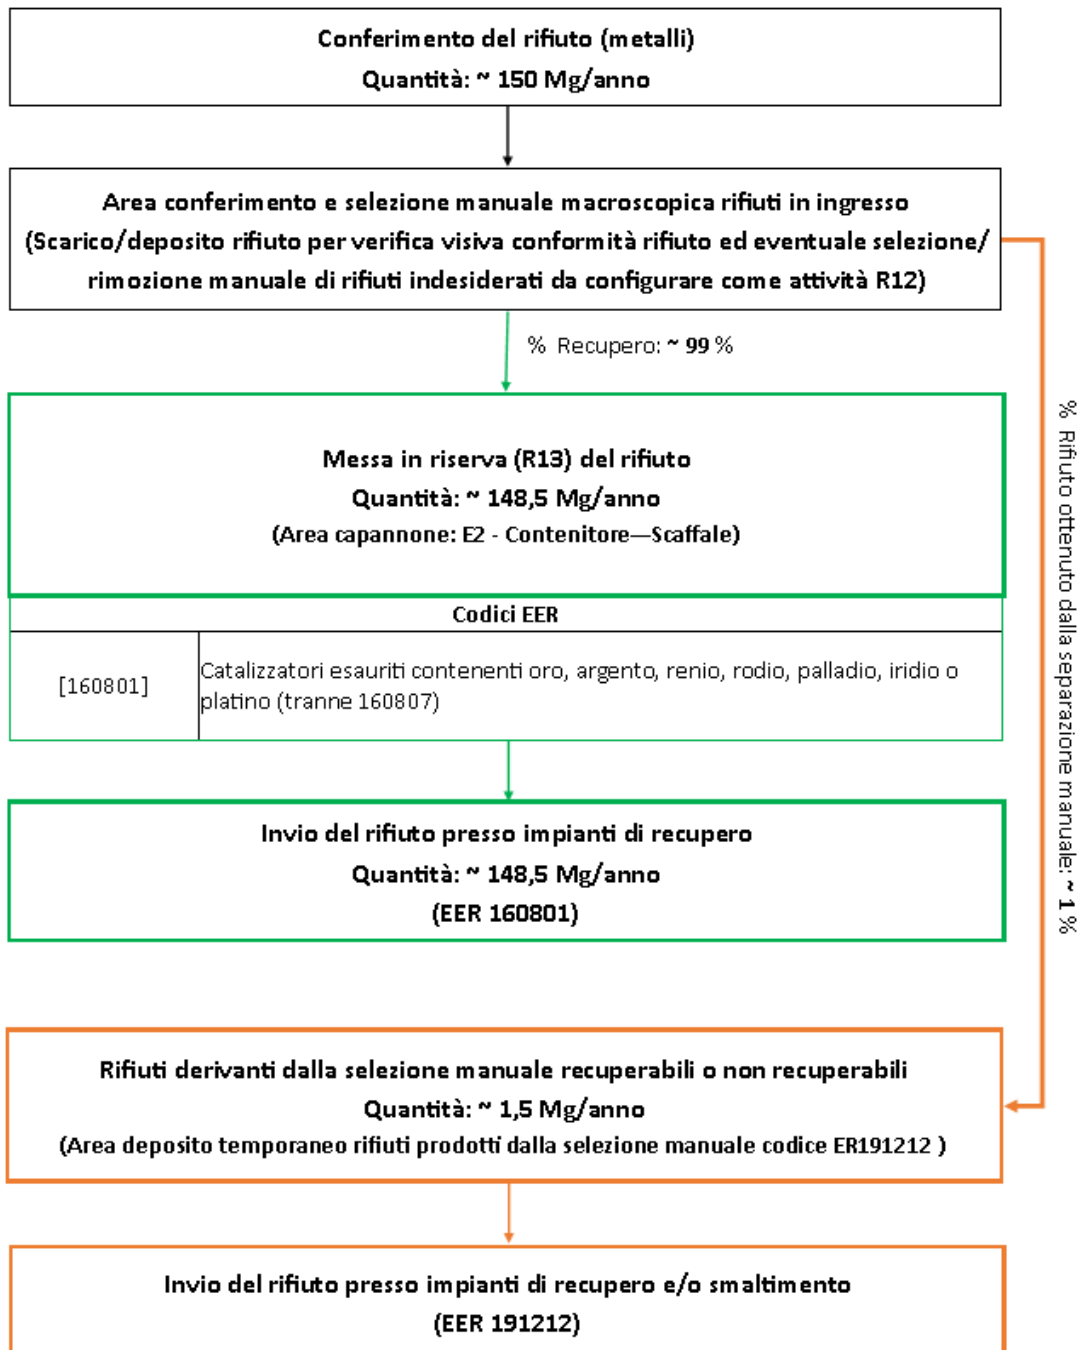 Conferimento del rifiuto (metalli)
Quantità: ~ 150 Mg/anno
Area conferimento e selezione manuale macroscopica rifiuti in ingresso
(Scarico/deposito rifiuto per verifica visiva conformità rifiuto ed eventuale selezione/
rimozione manuale di rifiuti indesiderati da configurare come attività R12)
% Recupero: ~ 99 %
Messa in riserva (R13) del rifiuto
Quantità: ~ 148,5 Mg/anno
(Area capannone: E2 - Contenitore—Scaffale)
Codici EER
[160801]
Catalizzatori esauriti contenenti oro, argento, renio, rodio, palladio, iridio o
platino (tranne 160807)
Invio del rifiuto presso impianti di recupero
Quantità: ~ 148,5 Mg/anno
(EER 160801)
% Rifiuto ottenuto dalla separazione manuale: ~ 1 %
Rifiuti derivanti dalla selezione manuale recuperabili o non recuperabili
Quantità: ~ 1,5 Mg/anno
(Area deposito temporaneo rifiuti prodotti dalla selezione manuale codice ER191212 )
Invio del rifiuto presso impianti di recupero e/o smaltimento
(EER 191212)